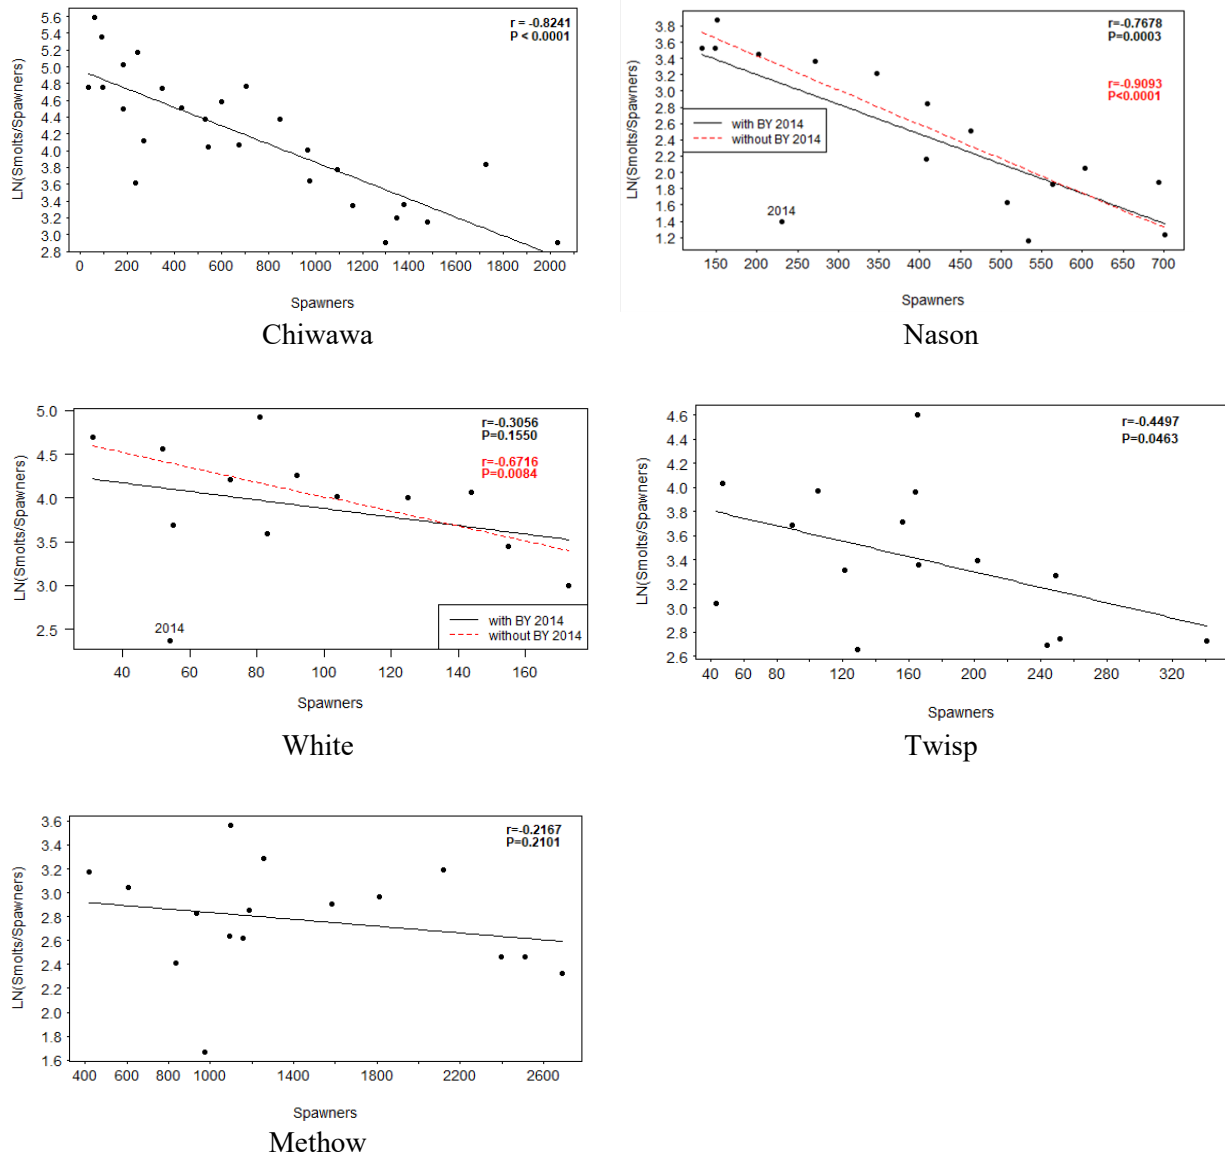 r = -0.8241
P < 0.0001
LN(Smolts/Spawners)
5.6
5.4
5.2
5.0
4.8
4.6
4.4
4.2
4.0
3.8
3.6
3.4
3.2
3.0
2.8
0 200 400 600 800 1000 1200 1400 1600 1800 2000
Spawners
Chiwawa
r=-0.7678
P=0.0003
r=-0.9093
P<0.0001
LN(Smolts/Spawners)
3.8
3.6
3.4
3.2
3.0
2.8
2.6
2.4
2.2
2.0
1.8
1.6
1.4
1.2
with BY 2014
without BY 2014
2014
150 200 250 300 350 400 450 500 550 600 650 700
Spawners
Nason
r=-0.3056
P=0.1550
r=-0.6716
P=0.0084
LN(Smolts/Spawners)
5.0
4.5
4.0
3.5
3.0
2.5
2014
with BY 2014
without BY 2014
40 60 80 100 120 140 160
Spawners
White
r=-0.4497
P=0.0463
LN(Smolts/Spawners)
4.6
4.4
4.2
4.0
3.8
3.6
3.4
3.2
3.0
2.8
2.6
40 60 80 120 160 200 240 280 320
Spawners
Twisp
r=-0.2167
P=0.2101
LN(Smolts/Spawners)
3.6
3.4
3.2
3.0
2.8
2.6
2.4
2.2
2.0
1.8
1.6
400 600 800 1000 1400 1800 2200 2600
Spawners
Methow